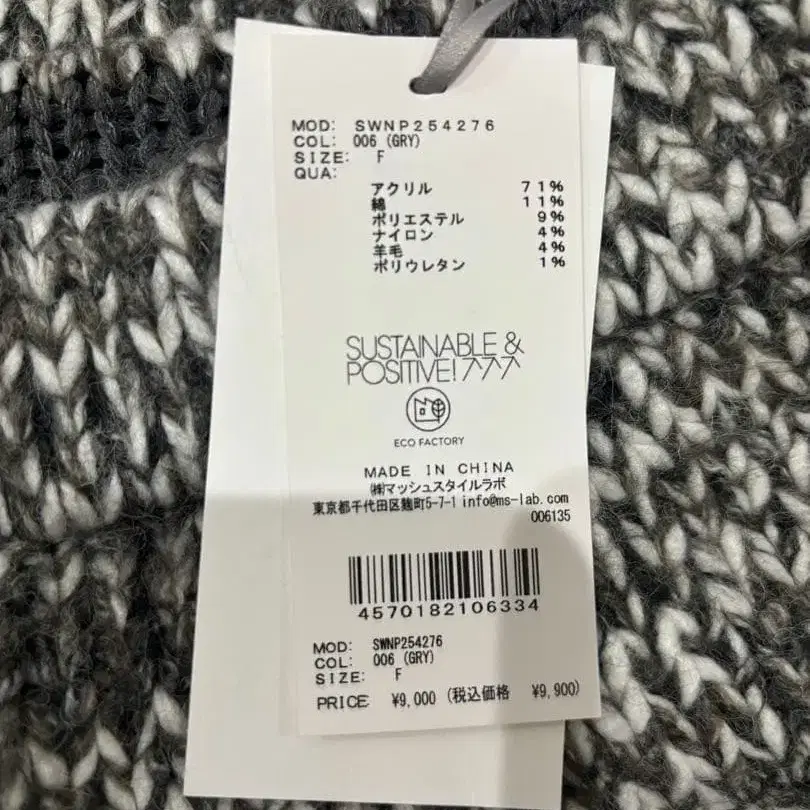 MOD: SWNP254276
COL: 006 (GRY)
SIZE: F
QUA:
アクリル 71%
綿 11%
ポリエステル 9%
ナイロン 4%
羊毛 4%
ポリウレタン 1%
SUSTAINABLE &
POSITIVE!
ECO FACTORY
MADE IN CHINA
㈱マッシュスタイルラボ
東京都千代田区麹町5-7-1 info@ms-lab.com
006135
4570182106334
MOD: SWNP254276
COL: 006 (GRY)
SIZE: F
PRICE ¥9,000 (税込価格 ¥9,900)